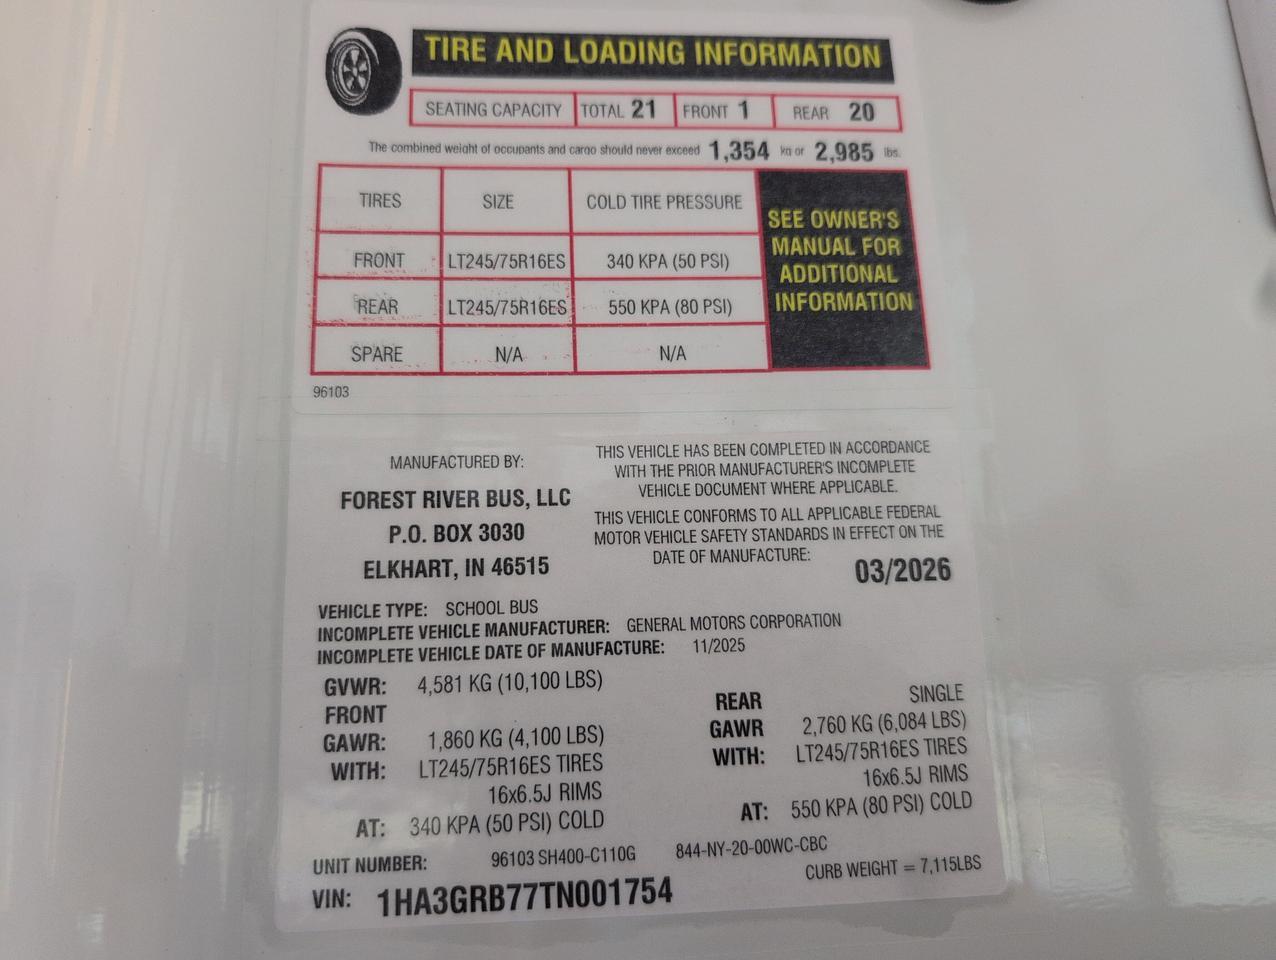 TIRE AND LOADING INFORMATION
SEATING CAPACITY TOTAL 21 FRONT 1 REAR 20
The combined weight of occupants and cargo should never exceed 1,354 kg or 2,985 lbs.
TIRES SIZE COLD TIRE PRESSURE
FRONT LT245/75R16ES 340 KPA (50 PSI)
REAR LT245/75R16ES 550 KPA (80 PSI)
SPARE N/A N/A
SEE OWNER'S
MANUAL FOR
ADDITIONAL
INFORMATION
96103
MANUFACTURED BY:
FOREST RIVER BUS, LLC
P.O. BOX 3030
ELKHART, IN 46515
THIS VEHICLE HAS BEEN COMPLETED IN ACCORDANCE
WITH THE PRIOR MANUFACTURER'S INCOMPLETE
VEHICLE DOCUMENT WHERE APPLICABLE.
THIS VEHICLE CONFORMS TO ALL APPLICABLE FEDERAL
MOTOR VEHICLE SAFETY STANDARDS IN EFFECT ON THE
DATE OF MANUFACTURE: 03/2026
VEHICLE TYPE: SCHOOL BUS
INCOMPLETE VEHICLE MANUFACTURER: GENERAL MOTORS CORPORATION
INCOMPLETE VEHICLE DATE OF MANUFACTURE: 11/2025
GVWR: 4,581 KG (10,100 LBS)
FRONT
GAWR: 1,860 KG (4,100 LBS)
WITH: LT245/75R16ES TIRES
16x6.5J RIMS
AT: 340 KPA (50 PSI) COLD
REAR SINGLE
GAWR 2,760 KG (6,084 LBS)
WITH: LT245/75R16ES TIRES
16x6.5J RIMS
AT: 550 KPA (80 PSI) COLD
UNIT NUMBER: 96103 SH400-C110G 844-NY-20-00WC-CBC
CURB WEIGHT = 7,115LBS
VIN: 1HA3GRB77TN001754